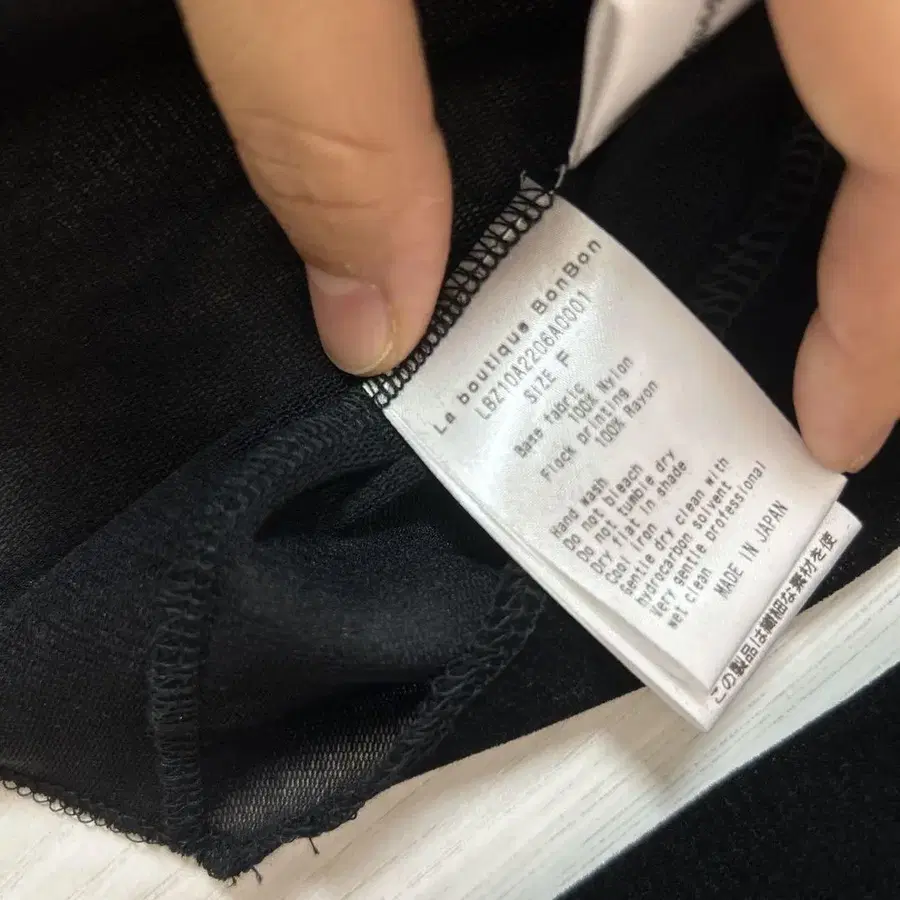 La boutique BonBon
LBZ10A2206A0001
SIZE F
Base fabric
100% Nylon
Flock printing
100% Rayon
Hand Wash
Do not bleach
Do not tumble dry
Dry flat in shade
Cool iron
Gentle dry clean with
hydrocarbon solvent
Very gentle professional
wet clean
MADE IN JAPAN
この製品は繊細な素材を使